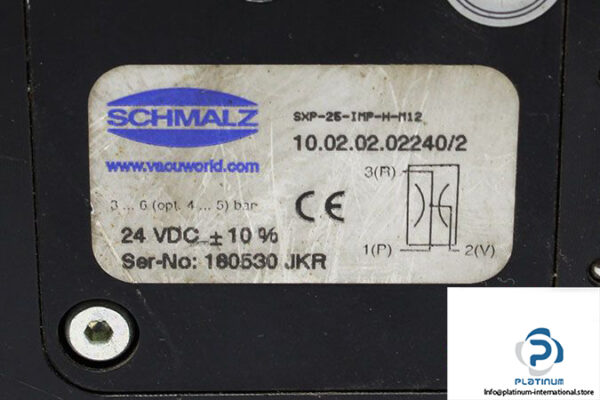 SCHMALZ
www.vacuworld.com
3 ... 6 (opt. 4 ... 5) bar
24 VDC ± 10 %
Ser-No: 180530 JKR
SXP-25-IMP-H-M12
10.02.02.02240/2
3(R)
CE
1(P)
2(V)
PLATINUM
Info@platinum-international.store